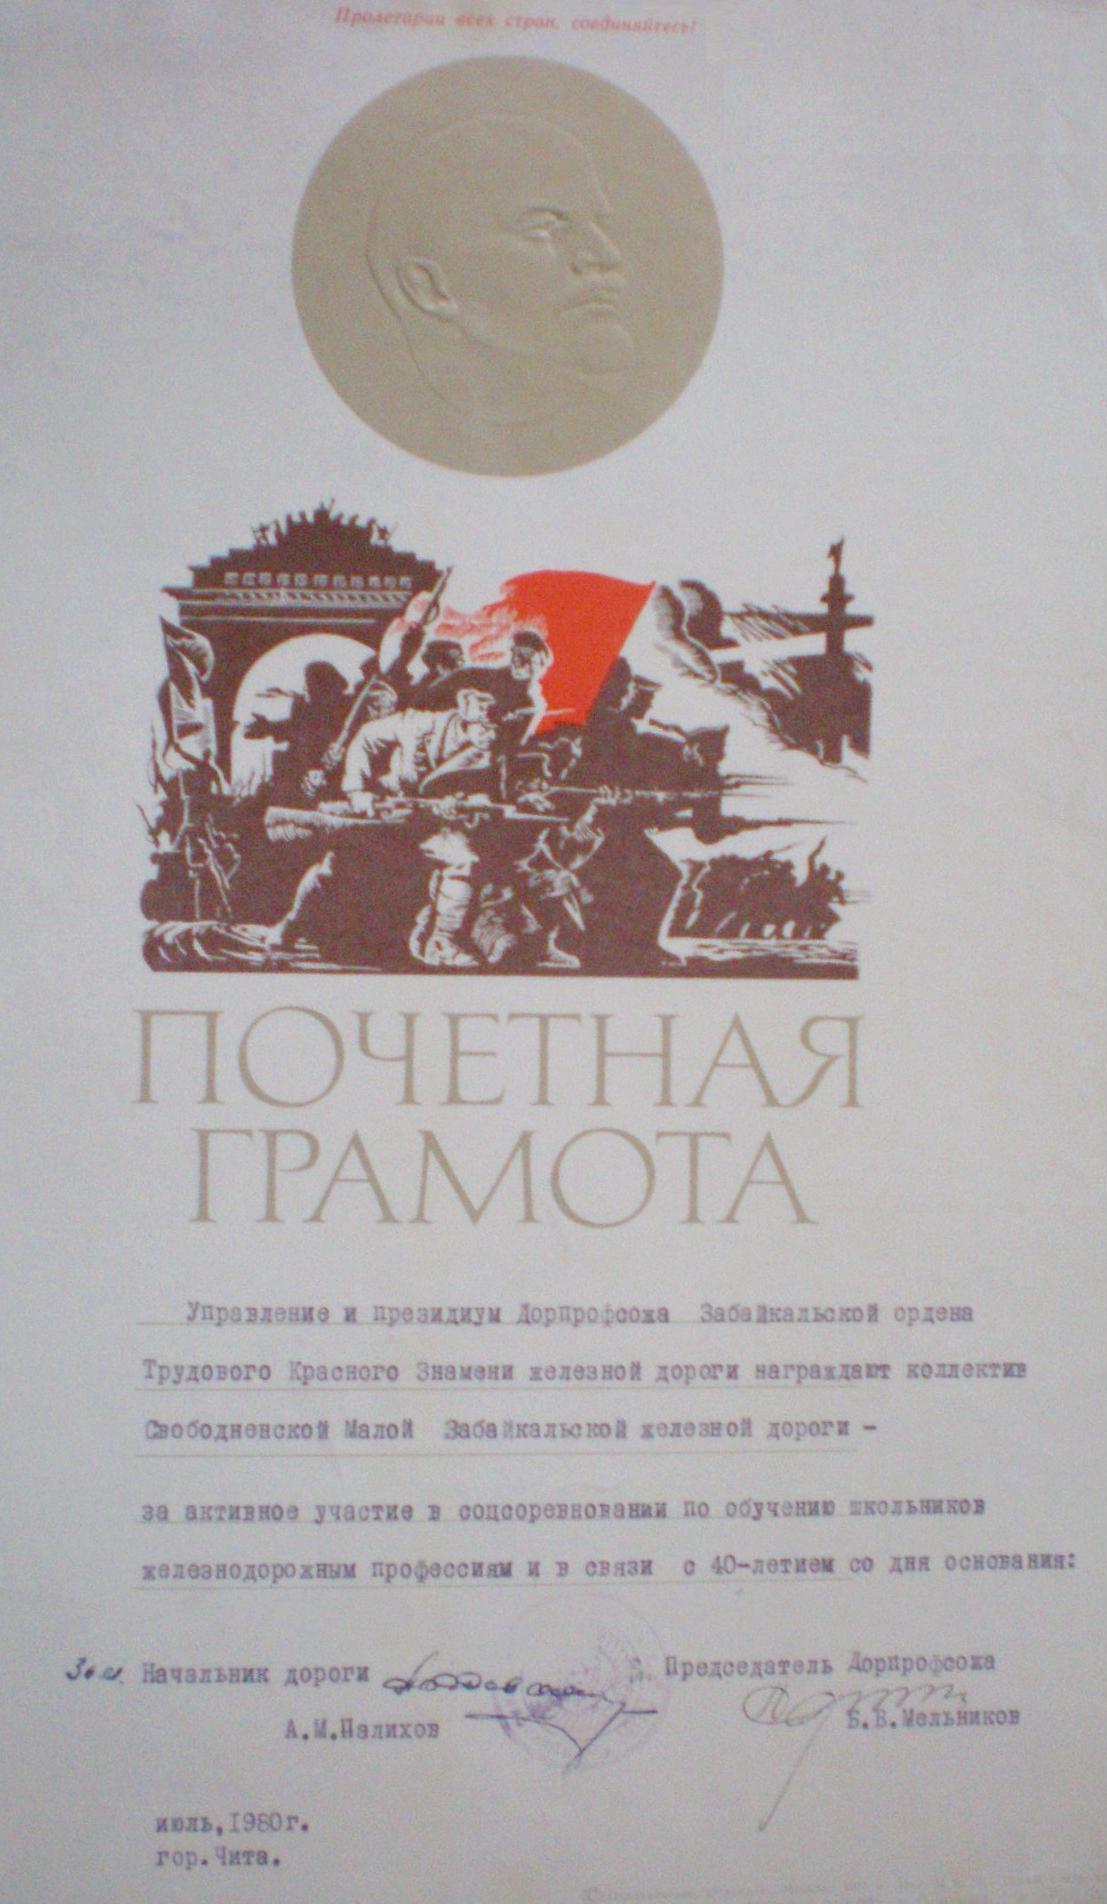 Пролетарии всех стран, соединяйтесь!
ПОЧЕТНАЯ
ГРАМОТА
Управление и президиум Дорпрофсожа Забайкальской ордена
Трудового Красного Знамени железной дороги награждают коллектив
Свободненской Малой Забайкальской железной дороги –
за активное участие в соцсоревновании по обучению школьников
железнодорожным профессиям и в связи с 40-летием со дня основания:
Зам. Начальник дороги
Председатель Дорпрофсожа
А.М.Палихов
Б.В.Мельников
июль,1980г.
гор.Чита.